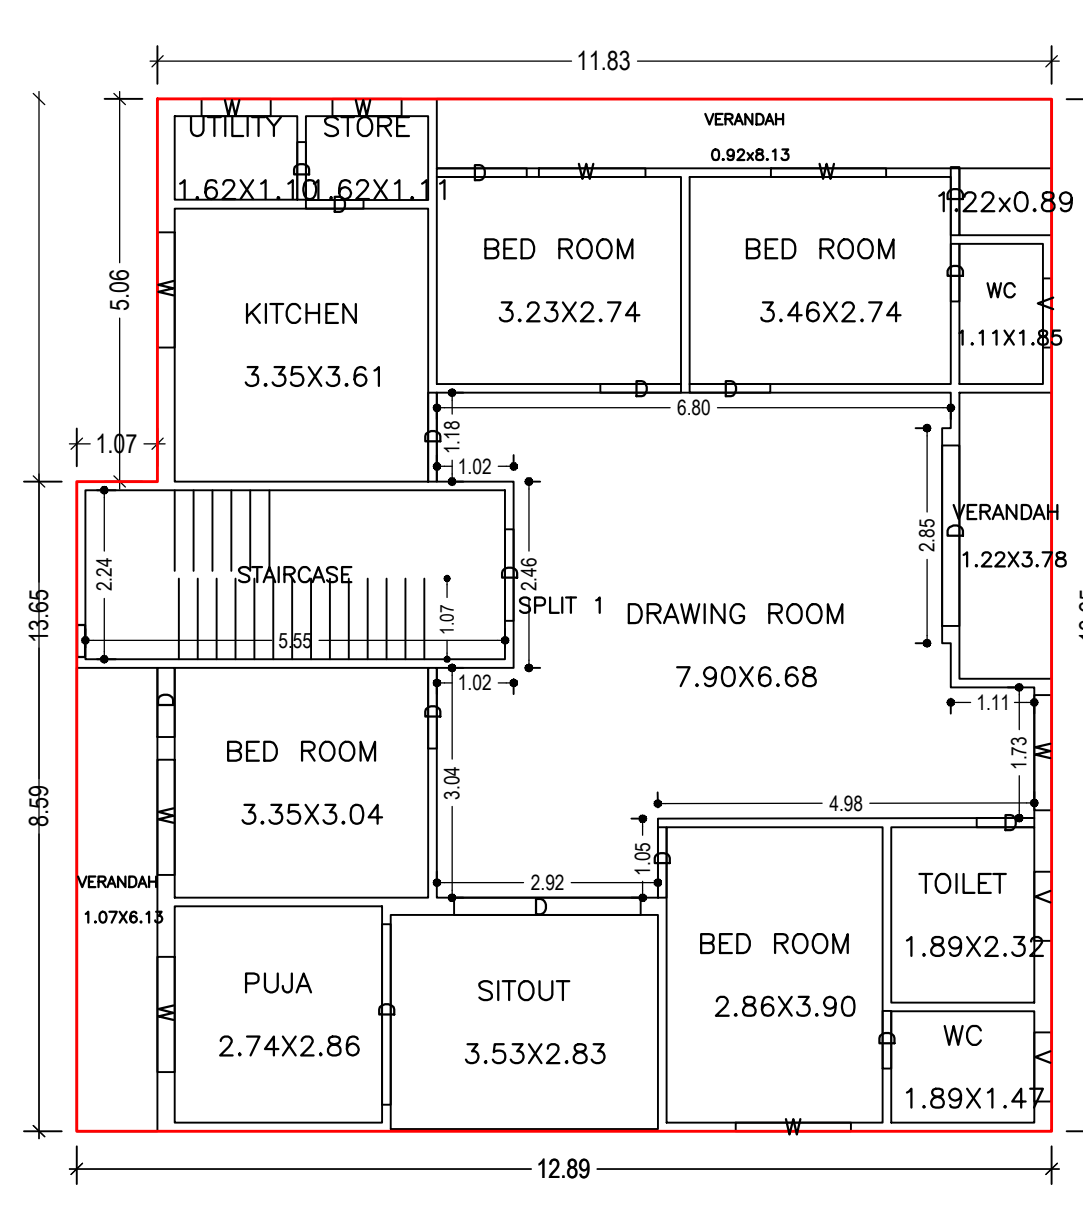 11.83
W
W
UTILITY
STORE
VERANDAH
0.92x8.13
D
D
W
W
1.62X1.10
1.62X1.11
D
D
1.22x0.89
BED ROOM
BED ROOM
D
WC
5.06
W
KITCHEN
3.23X2.74
3.46X2.74
V
1.11X1.85
3.35X3.61
D
D
6.80
1.07
D
1.18
1.02
2.85
VERANDAH
D
1.22X3.78
2.24
STAIRCASE
D
2.46
SPLIT 1
DRAWING ROOM
13.65
1.07
5.55
7.90X6.68
1.02
D
D
1.11
BED ROOM
1.73
W
3.04
8.59
W
3.35X3.04
4.98
D
1.05
D
VERANDAH
2.92
TOILET
V
1.07X6.13
D
BED ROOM
1.89X2.32
PUJA
SITOUT
W
D
2.86X3.90
2.74X2.86
3.53X2.83
D
WC
V
1.89X1.47
W
12.89